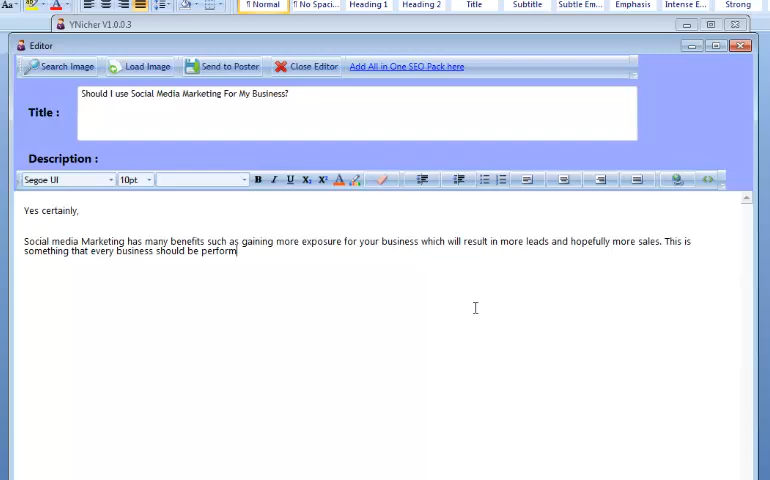 Aa ab A ¶ Normal ¶ No Spaci... Heading 1 Heading 2 Title Subtitle Subtle Em... Emphasis Intense E... Strong
YNicher V1.0.0.3
Editor
Search Image Load Image Send to Poster Close Editor Add All in One SEO Pack here
Title : Should I use Social Media Marketing For My Business?
Description :
Segoe UI 10pt B I U X₂ X² A
Yes certainly,
Social media Marketing has many benefits such as gaining more exposure for your business which will result in more leads and hopefully more sales. This is
something that every business should be perform